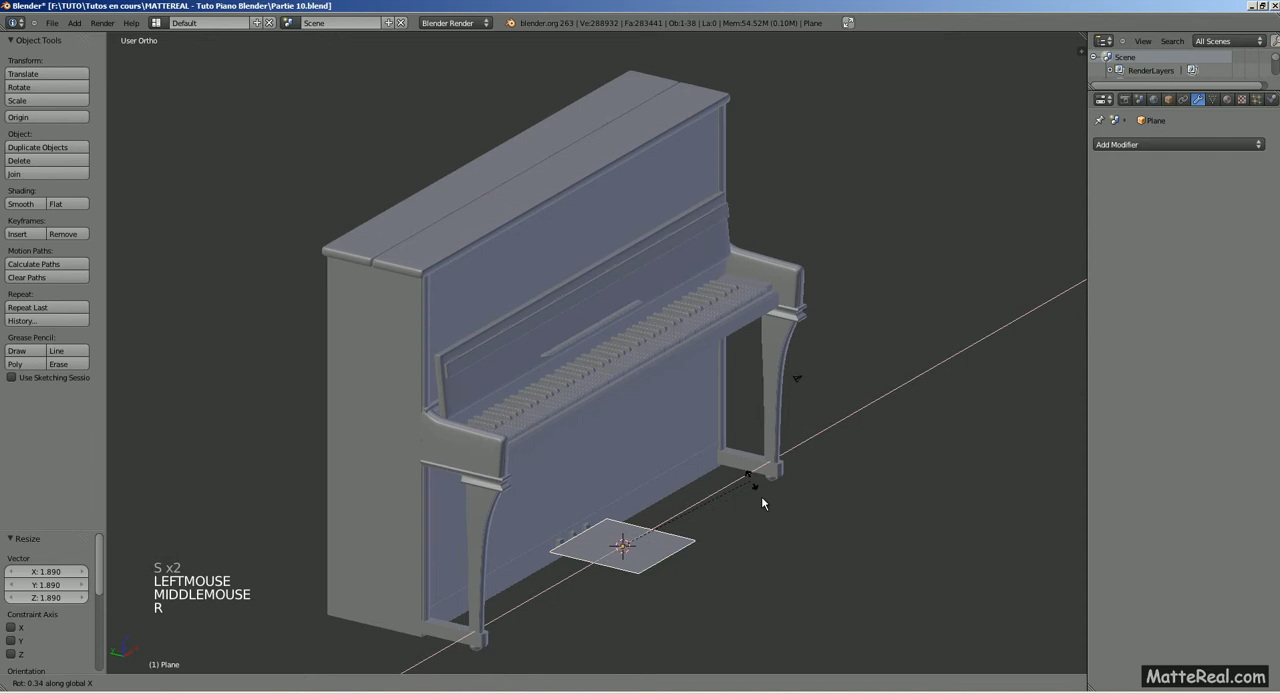 Blender* [F:\TUTO\Tutos en cours\MATTEREAL - Tuto Piano Blender\Partie 10.blend]
File Add Render Help Default Scene Blender Render blender.org 263 | Ve:288932 | Fa:283441 | Ob:1-38 | La:0 | Mem:54.52M (0.10M) | Plane
Object Tools
User Ortho
View Search All Scenes
Scene
RenderLayers
Transform:
Translate
Rotate
Scale
Origin
Object:
Duplicate Objects
Delete
Join
Shading:
Smooth Flat
Keyframes:
Insert Remove
Motion Paths:
Calculate Paths
Clear Paths
Repeat:
Repeat Last
History...
Grease Pencil:
Draw Line
Poly Erase
Use Sketching Sessio
Plane
Add Modifier
Resize
Vector
X: 1.890
Y: 1.890
Z: 1.890
Constraint Axis
X
Y
Z
Orientation
S x2
LEFTMOUSE
MIDDLEMOUSE
R
(1) Plane
Rot: 0.34 along global X
MatteReal.com